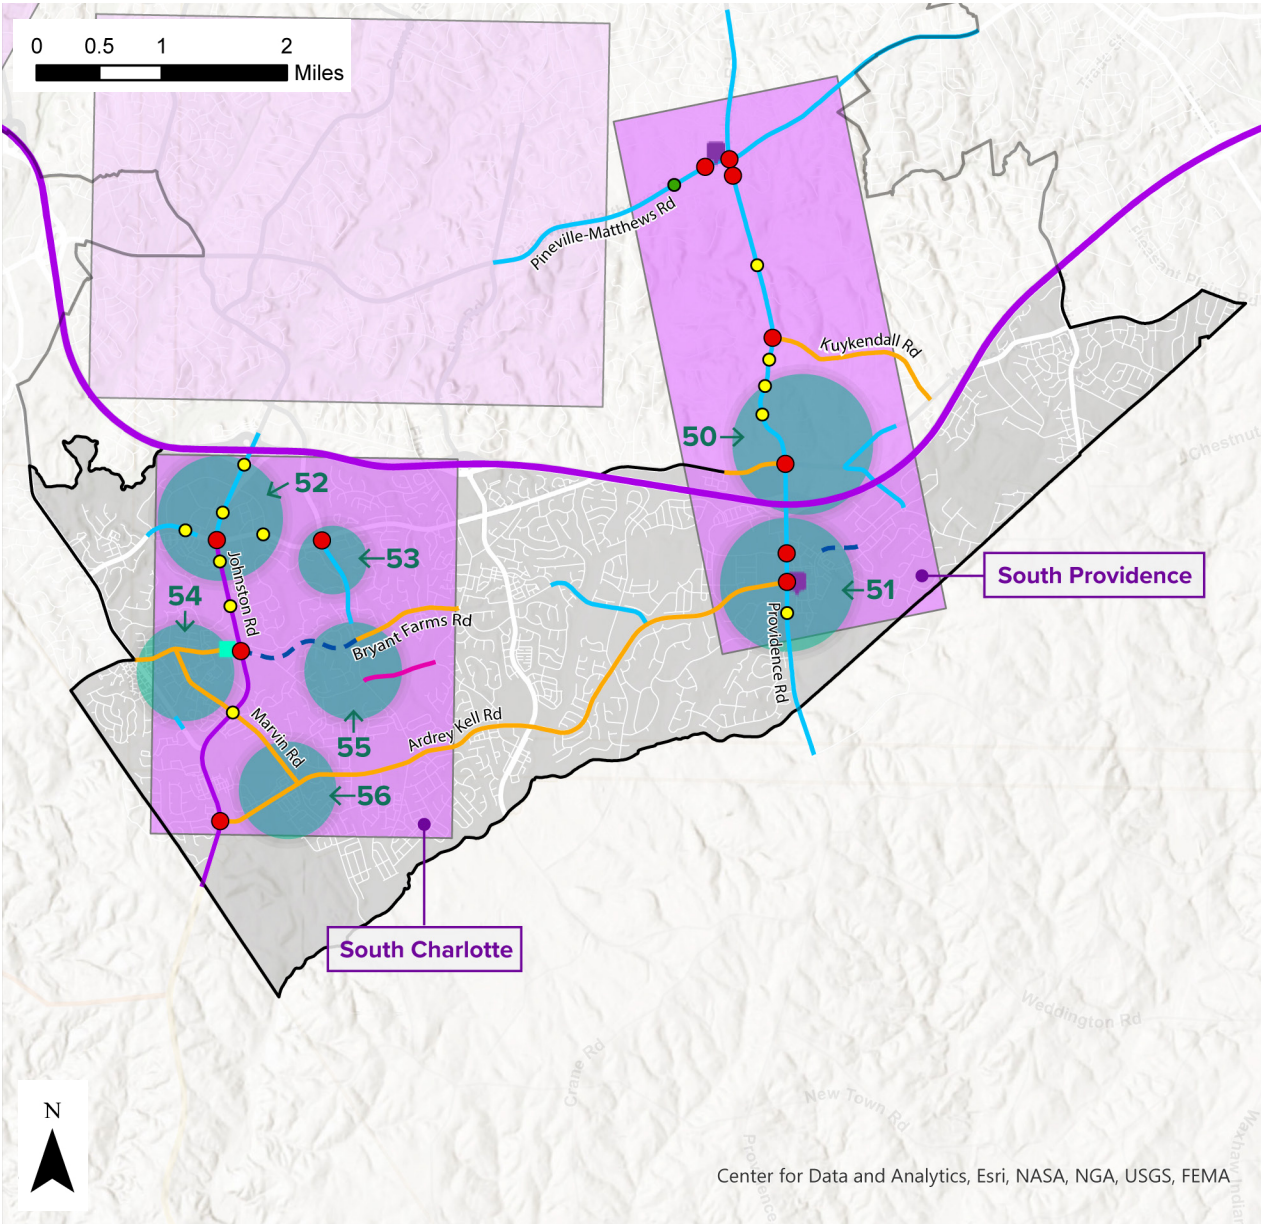 0 0.5 1 2
Miles
Pineville-Matthews Rd
Kuykendall Rd
50
52
53
Johnston Rd
54
South Providence
51
Bryant Farms Rd
Providence Rd
Marvin Rd
Ardrey Kell Rd
55
56
South Charlotte
Chestnut
Weddington Rd
Crane Rd
New Town Rd
N
Center for Data and Analytics, Esri, NASA, NGA, USGS, FEMA